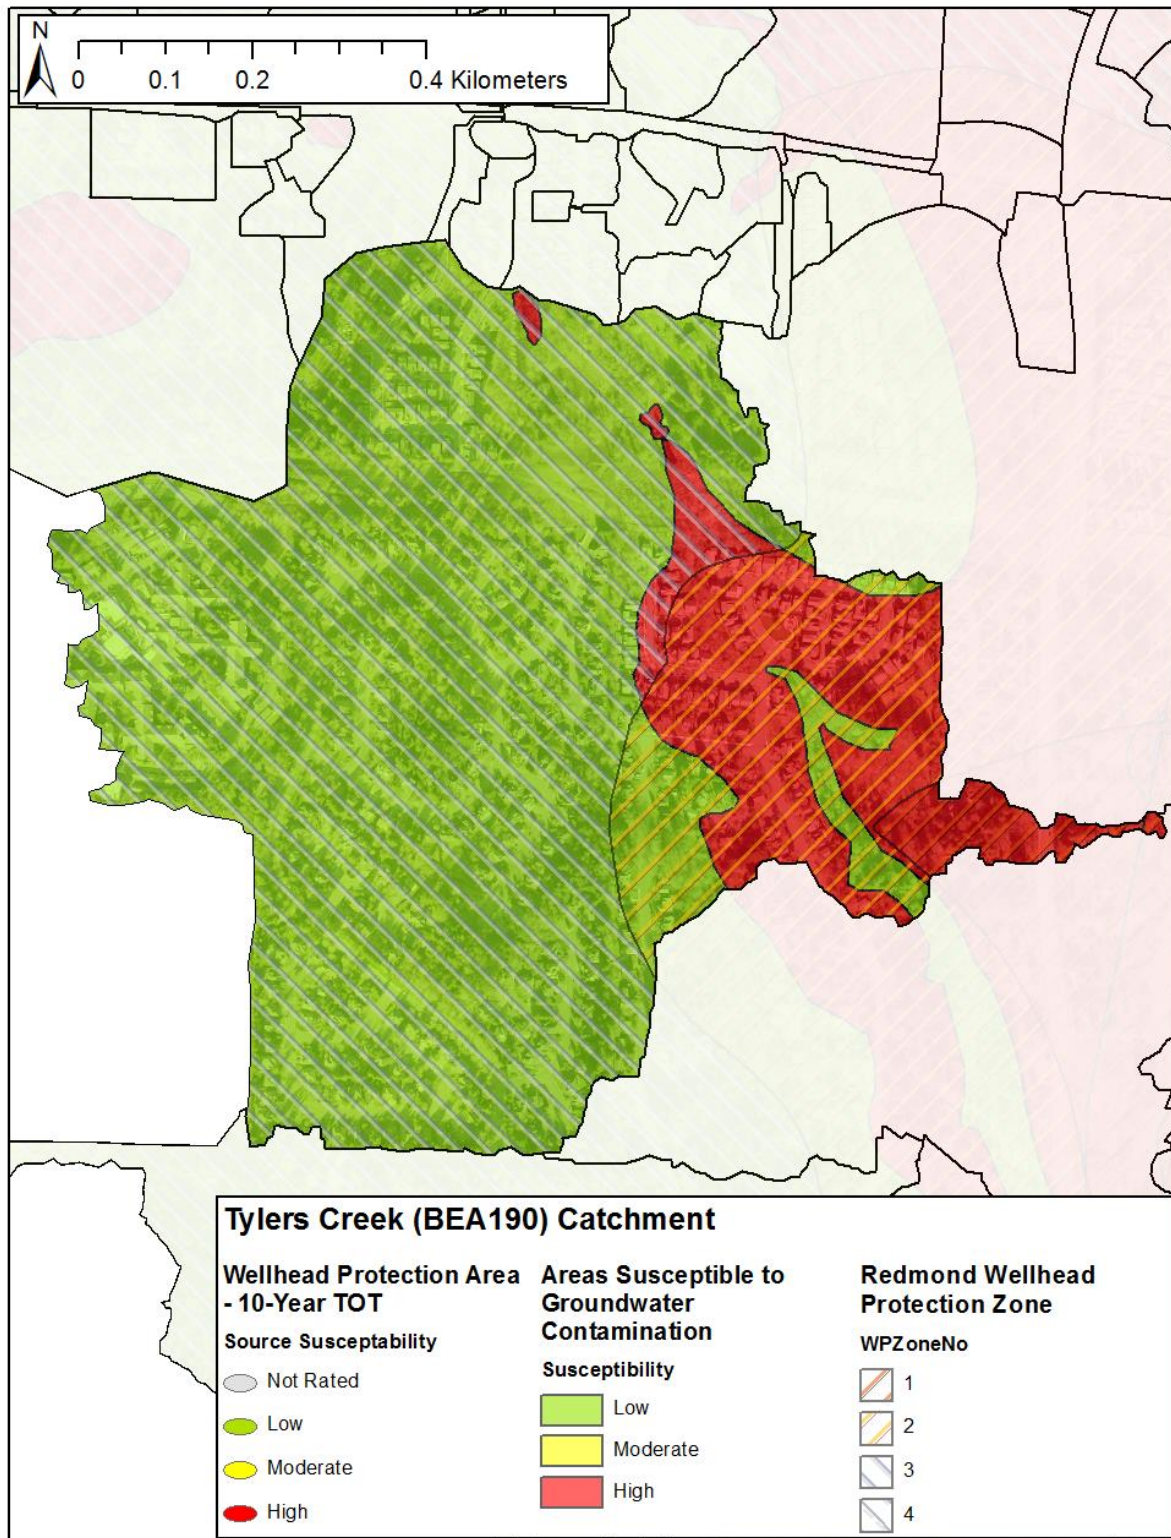 N
0 0.1 0.2 0.4 Kilometers
Tylers Creek (BEA190) Catchment
Wellhead Protection Area
- 10-Year TOT
Source Susceptability
Not Rated
Low
Moderate
High
Areas Susceptible to
Groundwater
Contamination
Susceptibility
Low
Moderate
High
Redmond Wellhead
Protection Zone
WPZoneNo
1
2
3
4